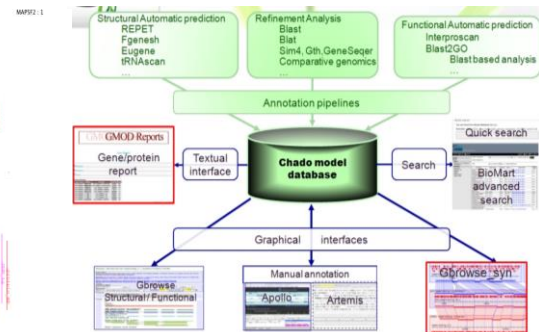 MAPSF2 : 1
Structural Automatic prediction
REPET
Fgenesh
Eugene
tRNAscan
...
Refinement Analysis
Blast
Blat
Sim4, Gth,GeneSeqer
Comparative genomics
...
Functional Automatic prediction
Interproscan
Blast2GO
Blast based analysis
...
Annotation pipelines
GMOD Reports
Gene/protein
report
Textual
interface
Chado model
database
Search
Quick search
BioMart
advanced
search
Graphical interfaces
Gbrowse
Structural / Functional
Manual annotation
Apollo
Artemis
Gbrowse_syn